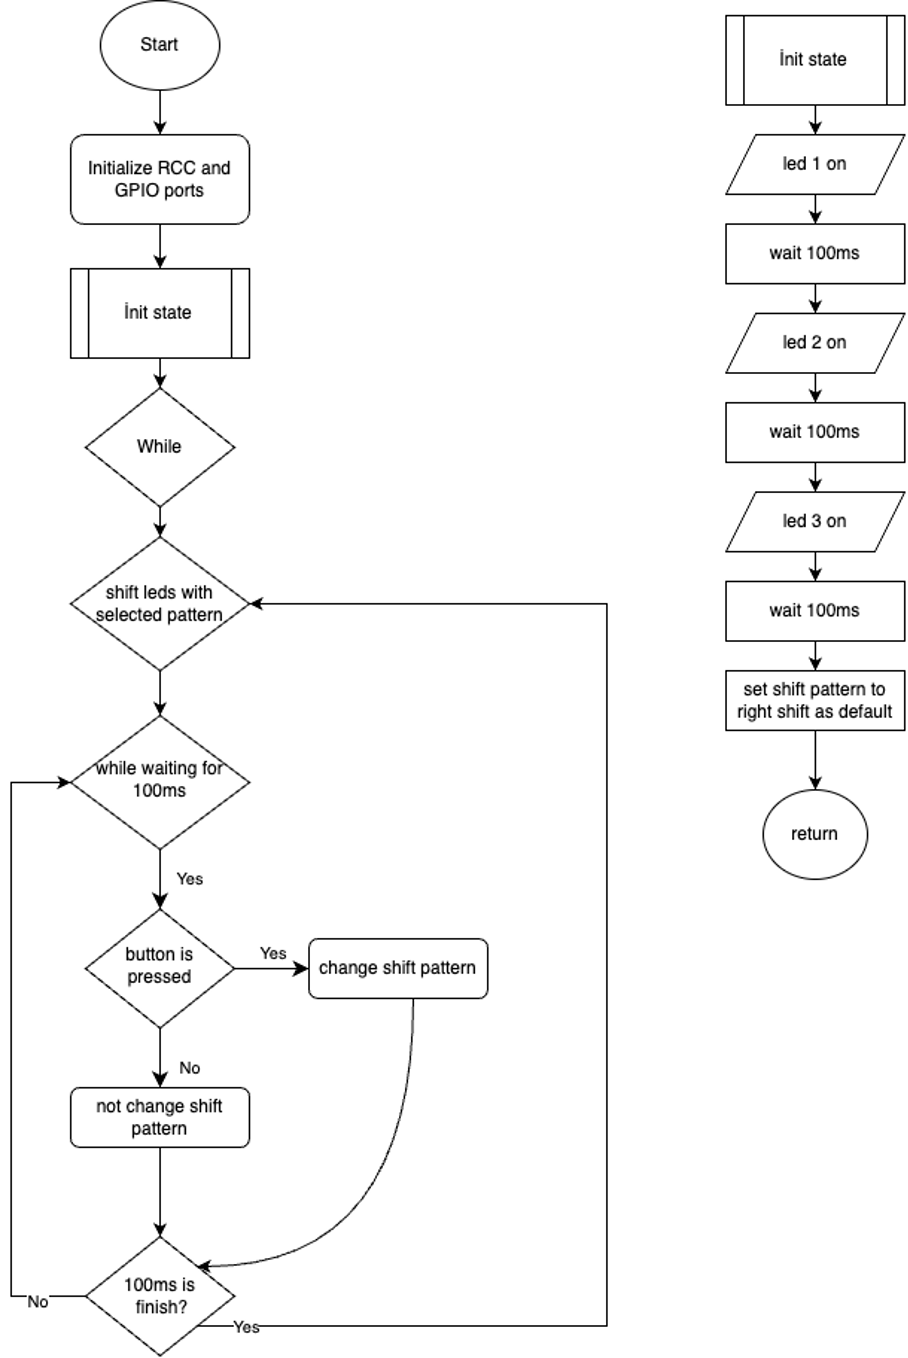 Start
Initialize RCC and
GPIO ports
İnit state
While
shift leds with
selected pattern
while waiting for
100ms
Yes
button is
pressed
Yes
change shift pattern
No
not change shift
pattern
100ms is
finish?
No
Yes
İnit state
led 1 on
wait 100ms
led 2 on
wait 100ms
led 3 on
wait 100ms
set shift pattern to
right shift as default
return